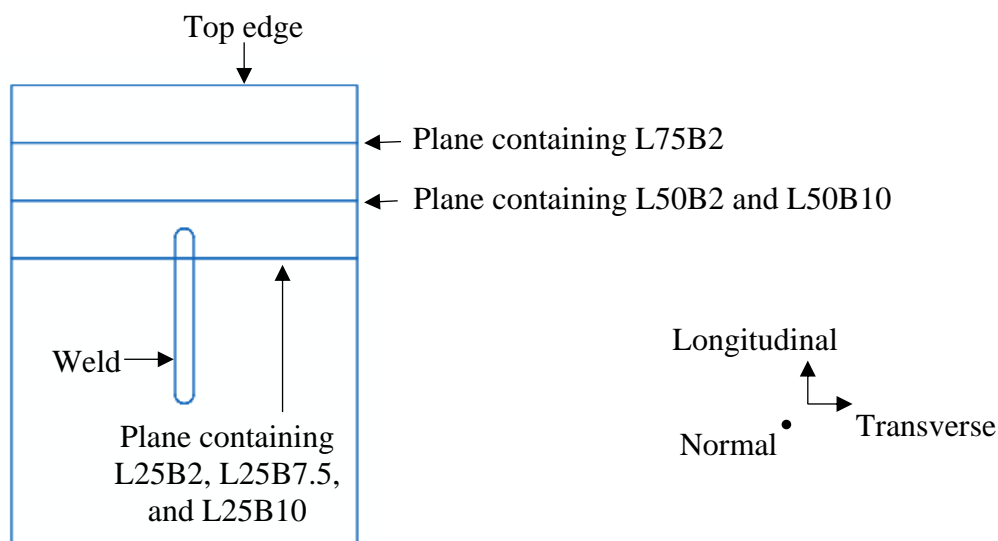 Top edge
Plane containing L75B2
Plane containing L50B2 and L50B10
Weld
Plane containing
L25B2, L25B7.5,
and L25B10
Longitudinal
Transverse
Normal